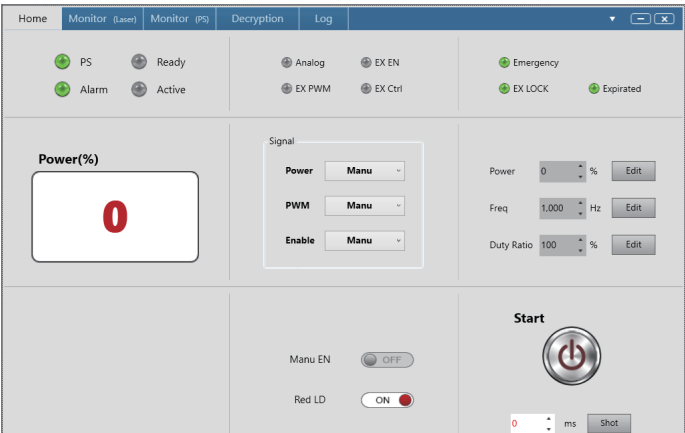 Home Monitor (Laser) Monitor (PS) Decryption Log
PS Ready Analog EX EN Emergency
Alarm Active EX PWM EX Ctrl EX LOCK Expirated
Signal
Power(%)
0
Power Manu
PWM Manu
Enable Manu
Power 0 % Edit
Freq 1,000 Hz Edit
Duty Ratio 100 % Edit
Manu EN OFF
Red LD ON
Start
0 ms Shot